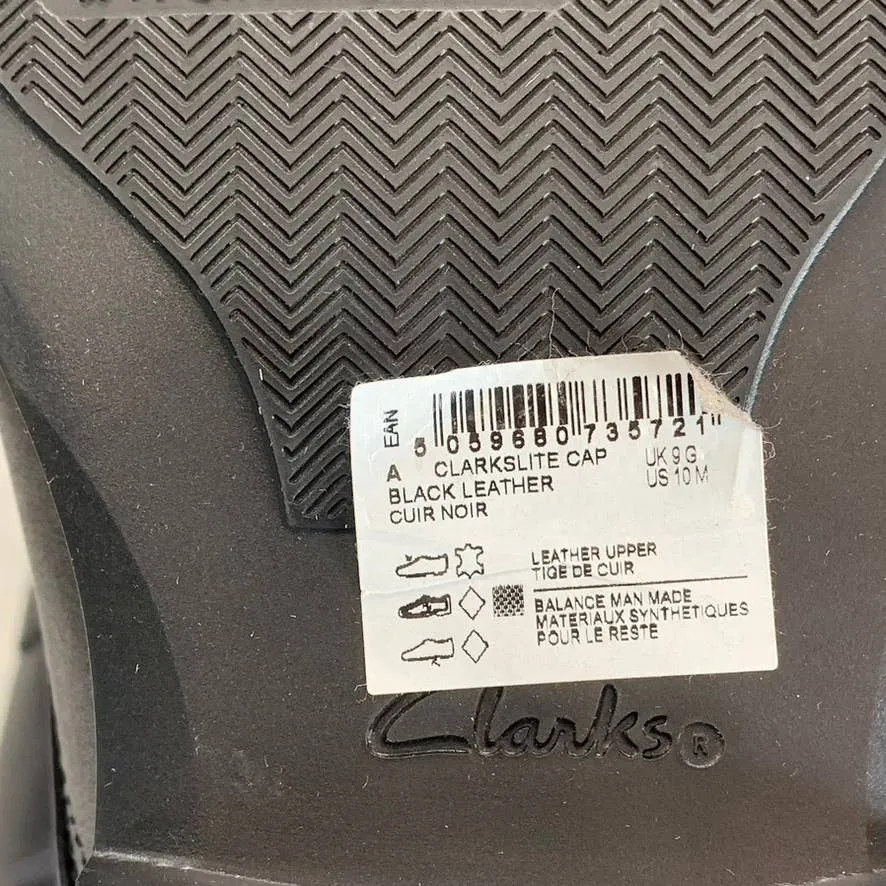 EAN
5 059680 735721
A CLARKSLITE CAP UK 9 G
BLACK LEATHER US 10 M
CUIR NOIR
LEATHER UPPER
TIGE DE CUIR
BALANCE MAN MADE
MATERIAUX SYNTHETIQUES
POUR LE RESTE
Clarks®